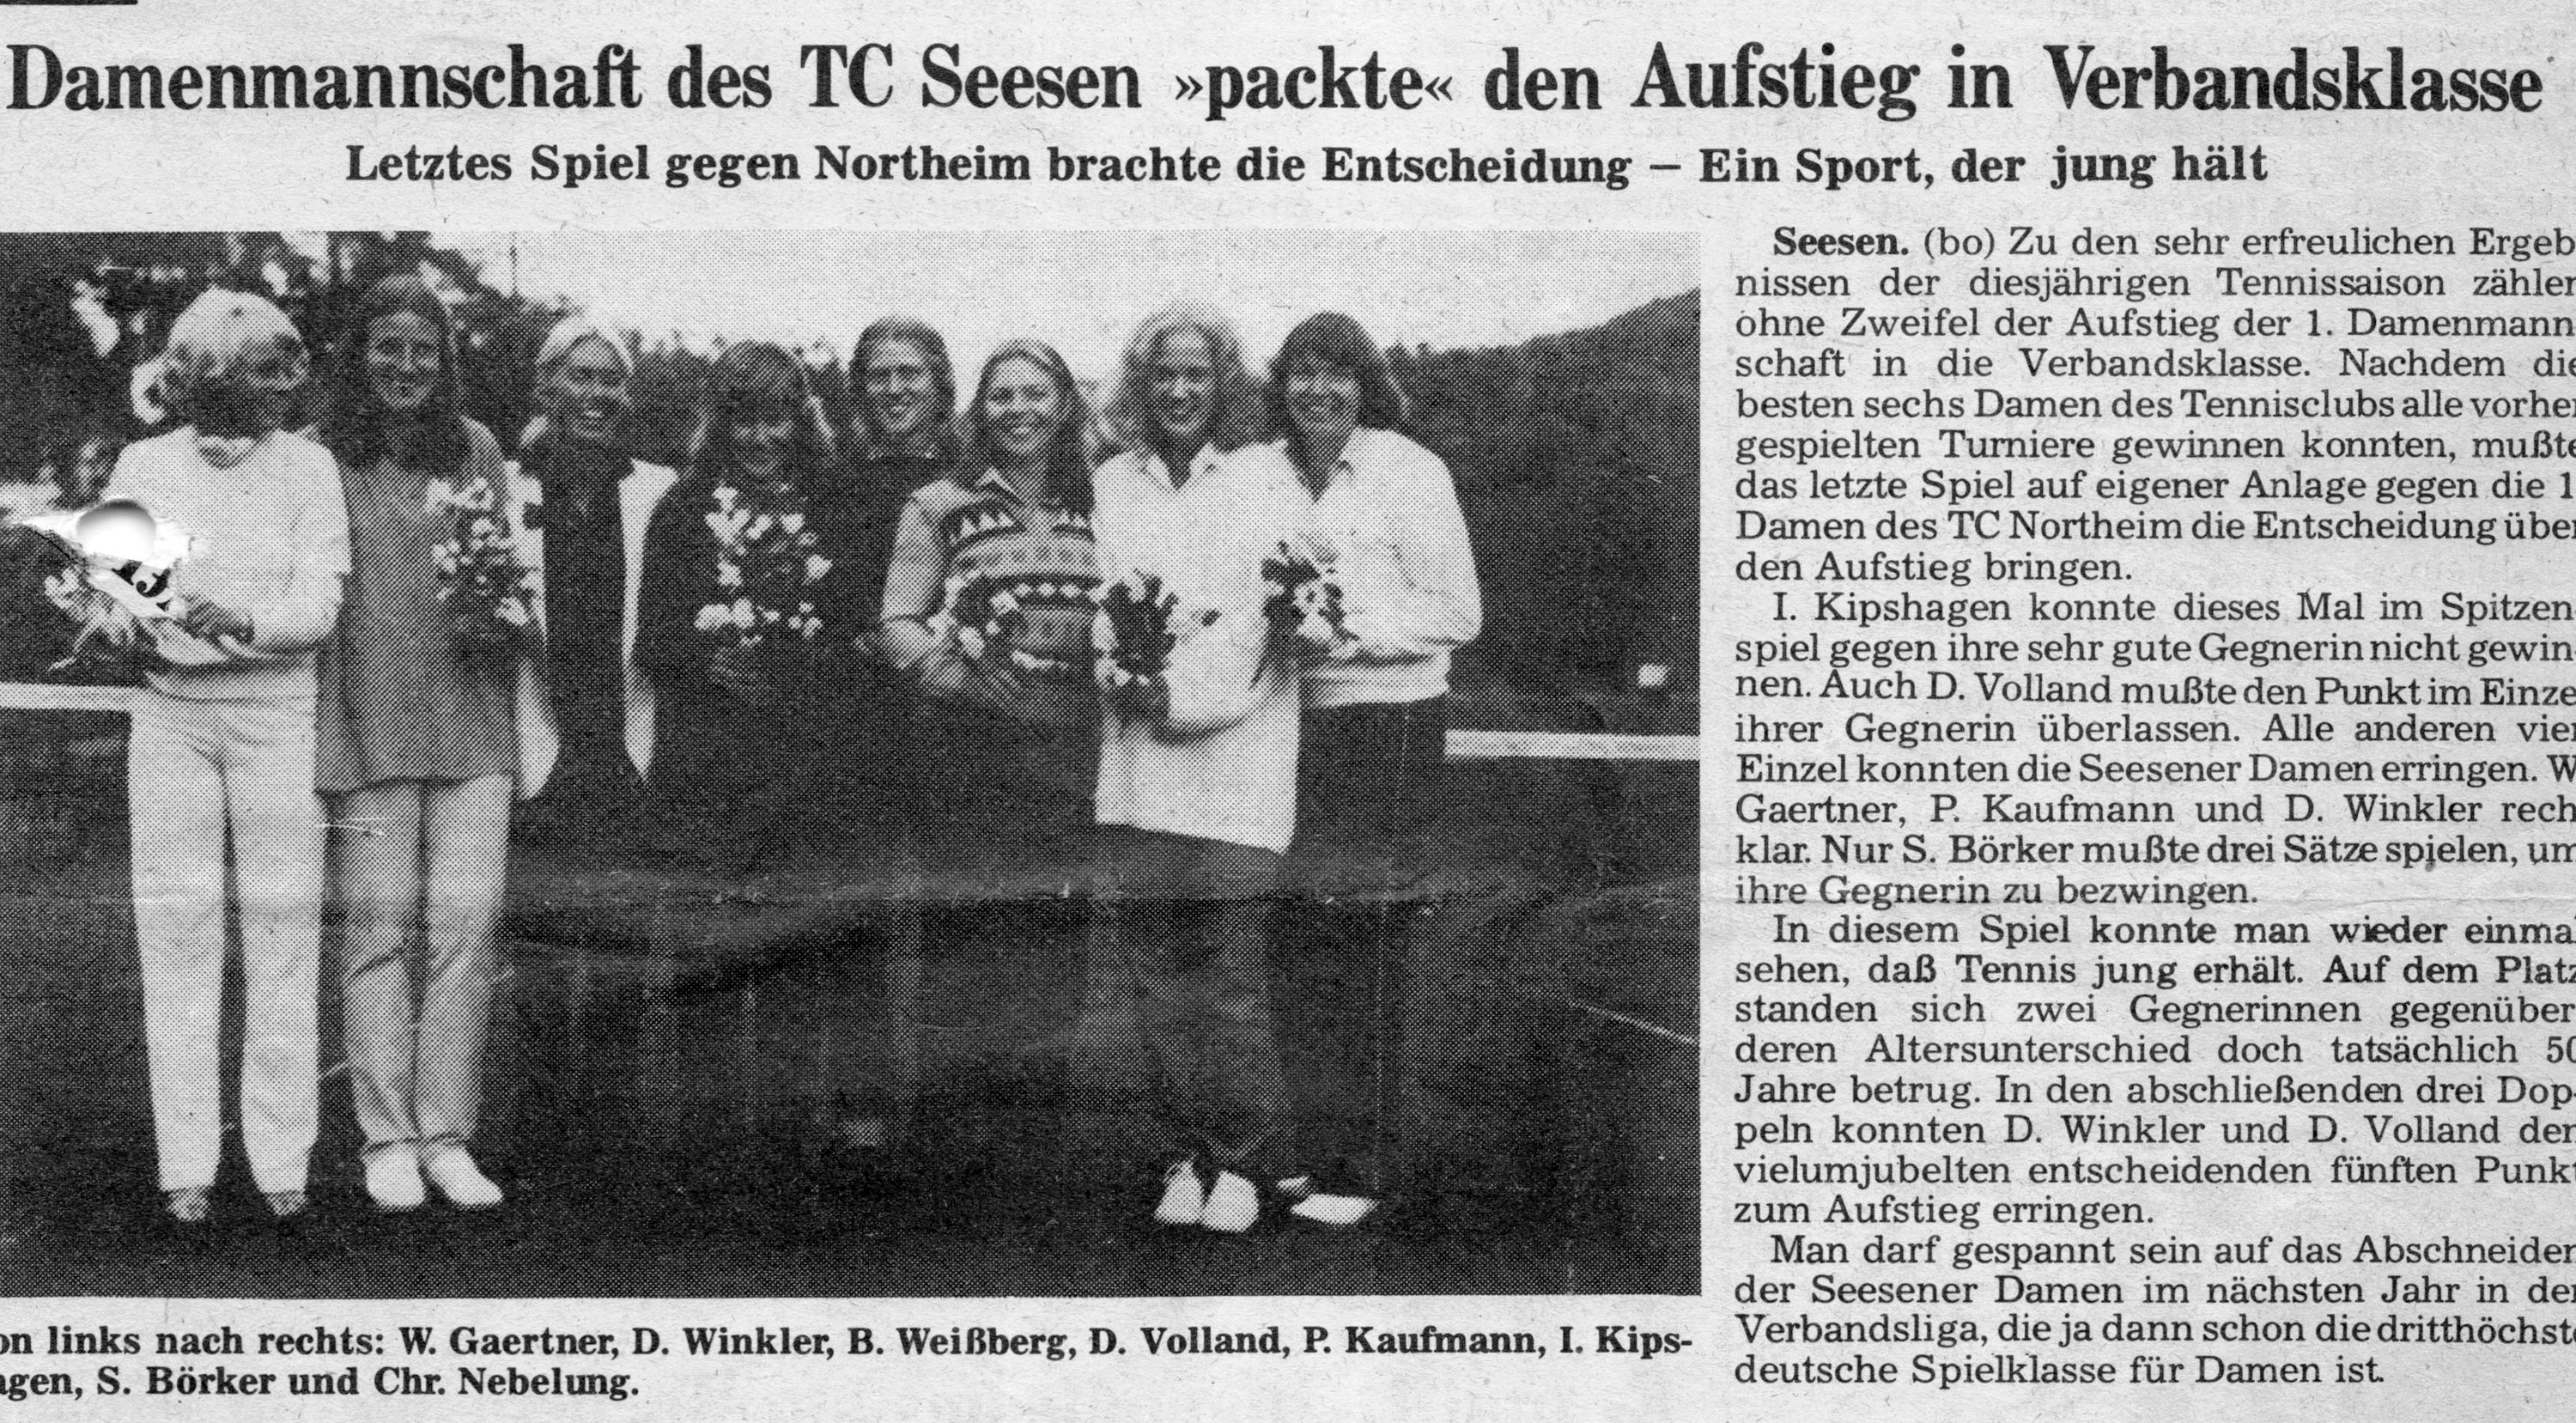 Damenmannschaft des TC Seesen »packte« den Aufstieg in Verbandsklasse
Letztes Spiel gegen Northeim brachte die Entscheidung – Ein Sport, der jung hält
Seesen. (bo) Zu den sehr erfreulichen Ergeb
nissen der diesjährigen Tennissaison zählen
ohne Zweifel der Aufstieg der 1. Damenmann
schaft in die Verbandsklasse. Nachdem die
besten sechs Damen des Tennisclubs alle vorher
gespielten Turniere gewinnen konnten, mußte
das letzte Spiel auf eigener Anlage gegen die 1
Damen des TC Northeim die Entscheidung über
den Aufstieg bringen.
I. Kipshagen konnte dieses Mal im Spitzen
spiel gegen ihre sehr gute Gegnerin nicht gewin
nen. Auch D. Volland mußte den Punkt im Einze
ihrer Gegnerin überlassen. Alle anderen vier
Einzel konnten die Seesener Damen erringen. W
Gaertner, P. Kaufmann und D. Winkler rech
klar. Nur S. Börker mußte drei Sätze spielen, um
ihre Gegnerin zu bezwingen.
In diesem Spiel konnte man wieder einma
sehen, daß Tennis jung erhält. Auf dem Platz
standen sich zwei Gegnerinnen gegenüber
deren Altersunterschied doch tatsächlich 50
Jahre betrug. In den abschließenden drei Dop-
peln konnten D. Winkler und D. Volland den
vielumjubelten entscheidenden fünften Punkt
zum Aufstieg erringen.
Man darf gespannt sein auf das Abschneiden
der Seesener Damen im nächsten Jahr in der
Verbandsliga, die ja dann schon die dritthöchste
deutsche Spielklasse für Damen ist.
on links nach rechts: W. Gaertner, D. Winkler, B. Weißberg, D. Volland, P. Kaufmann, I. Kips-
agen, S. Börker und Chr. Nebelung.